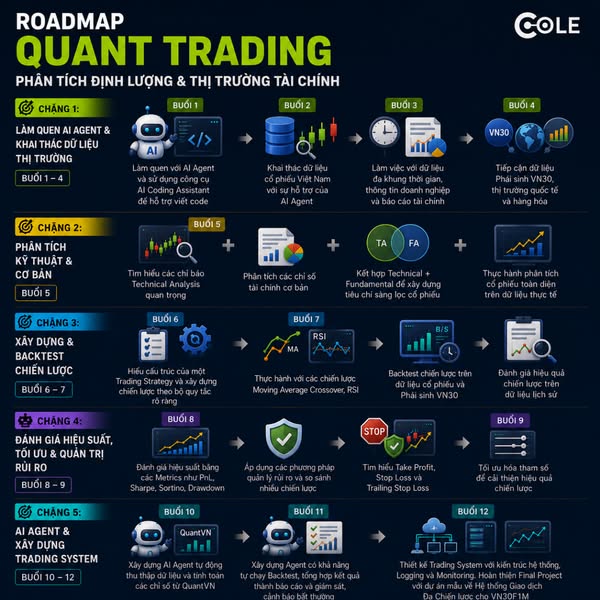 ROADMAP
QUANT TRADING
PHÂN TÍCH ĐỊNH LƯỢNG & THỊ TRƯỜNG TÀI CHÍNH
COLE
CHẶNG 1:
LÀM QUEN AI AGENT &
KHAI THÁC DỮ LIỆU
THỊ TRƯỜNG
BUỔI 1 – 4
BUỔI 1
AI
</>
Làm quen với AI Agent
và sử dụng công cụ
AI Coding Assistant
để hỗ trợ viết code
BUỔI 2
Khai thác dữ liệu
cổ phiếu Việt Nam
với sự hỗ trợ của
AI Agent
BUỔI 3
Làm việc với dữ liệu
đa khung thời gian,
thông tin doanh nghiệp
và báo cáo tài chính
BUỔI 4
VN30
Tiếp cận dữ liệu
Phái sinh VN30,
thị trường quốc tế
và hàng hóa
CHẶNG 2:
PHÂN TÍCH
KỸ THUẬT &
CƠ BẢN
BUỔI 5
BUỔI 5
Tìm hiểu các chỉ báo
Technical Analysis
quan trọng
Phân tích các chỉ số
tài chính cơ bản
TA
FA
Kết hợp Technical +
Fundamental để xây dựng
tiêu chí sàng lọc cổ phiếu
Thực hành phân tích
cổ phiếu toàn diện
trên dữ liệu thực tế
CHẶNG 3:
XÂY DỰNG &
BACKTEST
CHIẾN LƯỢC
BUỔI 6 – 7
BUỔI 6
Hiểu cấu trúc của một
Trading Strategy và xây dựng
chiến lược theo bộ quy tắc
rõ ràng
BUỔI 7
MA
RSI
Thực hành với các chiến lược
Moving Average Crossover, RSI
B/S
Backtest chiến lược trên
dữ liệu cổ phiếu và
Phái sinh VN30
Đánh giá hiệu quả
chiến lược trên
dữ liệu lịch sử
CHẶNG 4:
ĐÁNH GIÁ HIỆU SUẤT,
TỐI ƯU & QUẢN TRỊ
RỦI RO
BUỔI 8 – 9
BUỔI 8
Đánh giá hiệu suất bằng
các Metrics như PnL,
Sharpe, Sortino, Drawdown
Áp dụng các phương pháp
quản lý rủi ro và so sánh
nhiều chiến lược
STOP
Tìm hiểu Take Profit,
Stop Loss và
Trailing Stop Loss
BUỔI 9
Tối ưu hóa tham số
để cải thiện hiệu quả
chiến lược
CHẶNG 5:
AI AGENT &
XÂY DỰNG
TRADING SYSTEM
BUỔI 10 – 12
BUỔI 10
QuantVN
Xây dựng AI Agent tự động
thu thập dữ liệu và tính toán
các chỉ số từ QuantVN
BUỔI 11
Xây dựng Agent có khả năng
tự chạy Backtest, tổng hợp kết quả
thành báo cáo và giám sát,
cảnh báo bất thường
BUỔI 12
Thiết kế Trading System với kiến trúc hệ thống,
Logging và Monitoring. Hoàn thiện Final Project
với dự án mẫu về Hệ thống Giao dịch
Đa Chiến lược cho VN30F1M